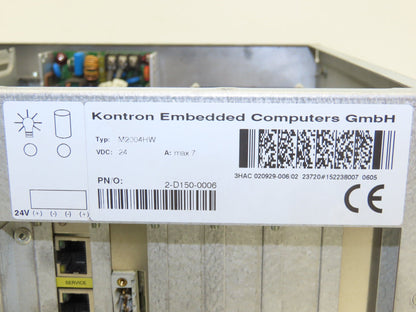 Kontron Embedded Computers GmbH
Typ: M2004HW
VDC: 24 A: max 7
3HAC 020929-006 02 23720#152238007 0605
PN/O: 2-D150-0006
CE
24V (+) (-) (-) (+)
SERVICE